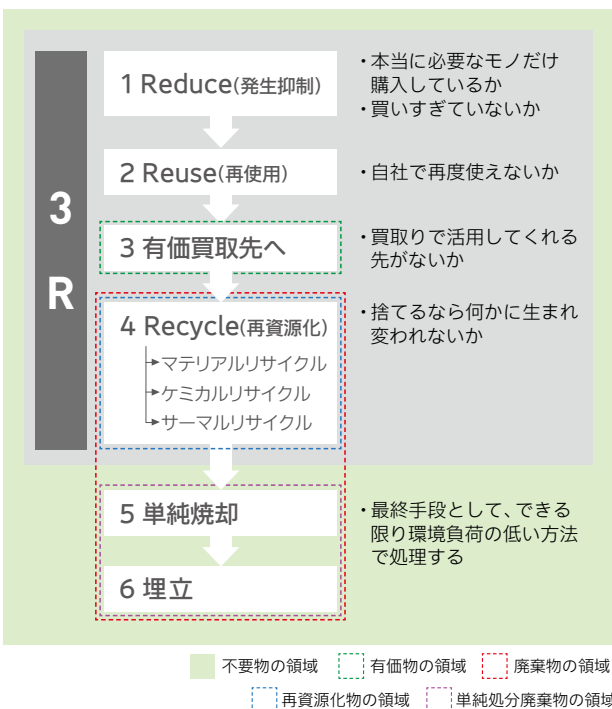 3
R
1 Reduce(発生抑制)
・本当に必要なモノだけ
購入しているか
・買いすぎていないか
2 Reuse(再使用)
・自社で再度使えないか
3 有価買取先へ
・買取りで活用してくれる
先がないか
4 Recycle(再資源化)
マテリアルリサイクル
ケミカルリサイクル
サーマルリサイクル
・捨てるなら何かに生まれ
変われないか
5 単純焼却
・最終手段として、できる
限り環境負荷の低い方法
で処理する
6 埋立
不要物の領域 有価物の領域 廃棄物の領域
再資源化物の領域 単純処分廃棄物の領域